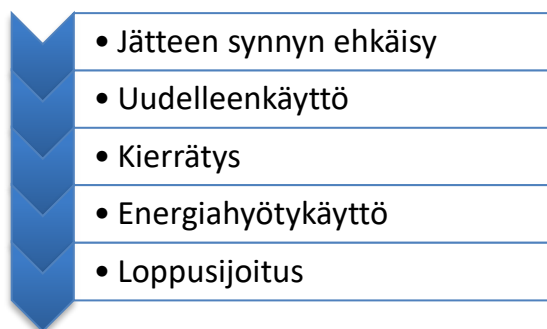 • Jätteen synnyn ehkäisy
• Uudelleenkäyttö
• Kierrätys
• Energiahyötykäyttö
• Loppusijoitus